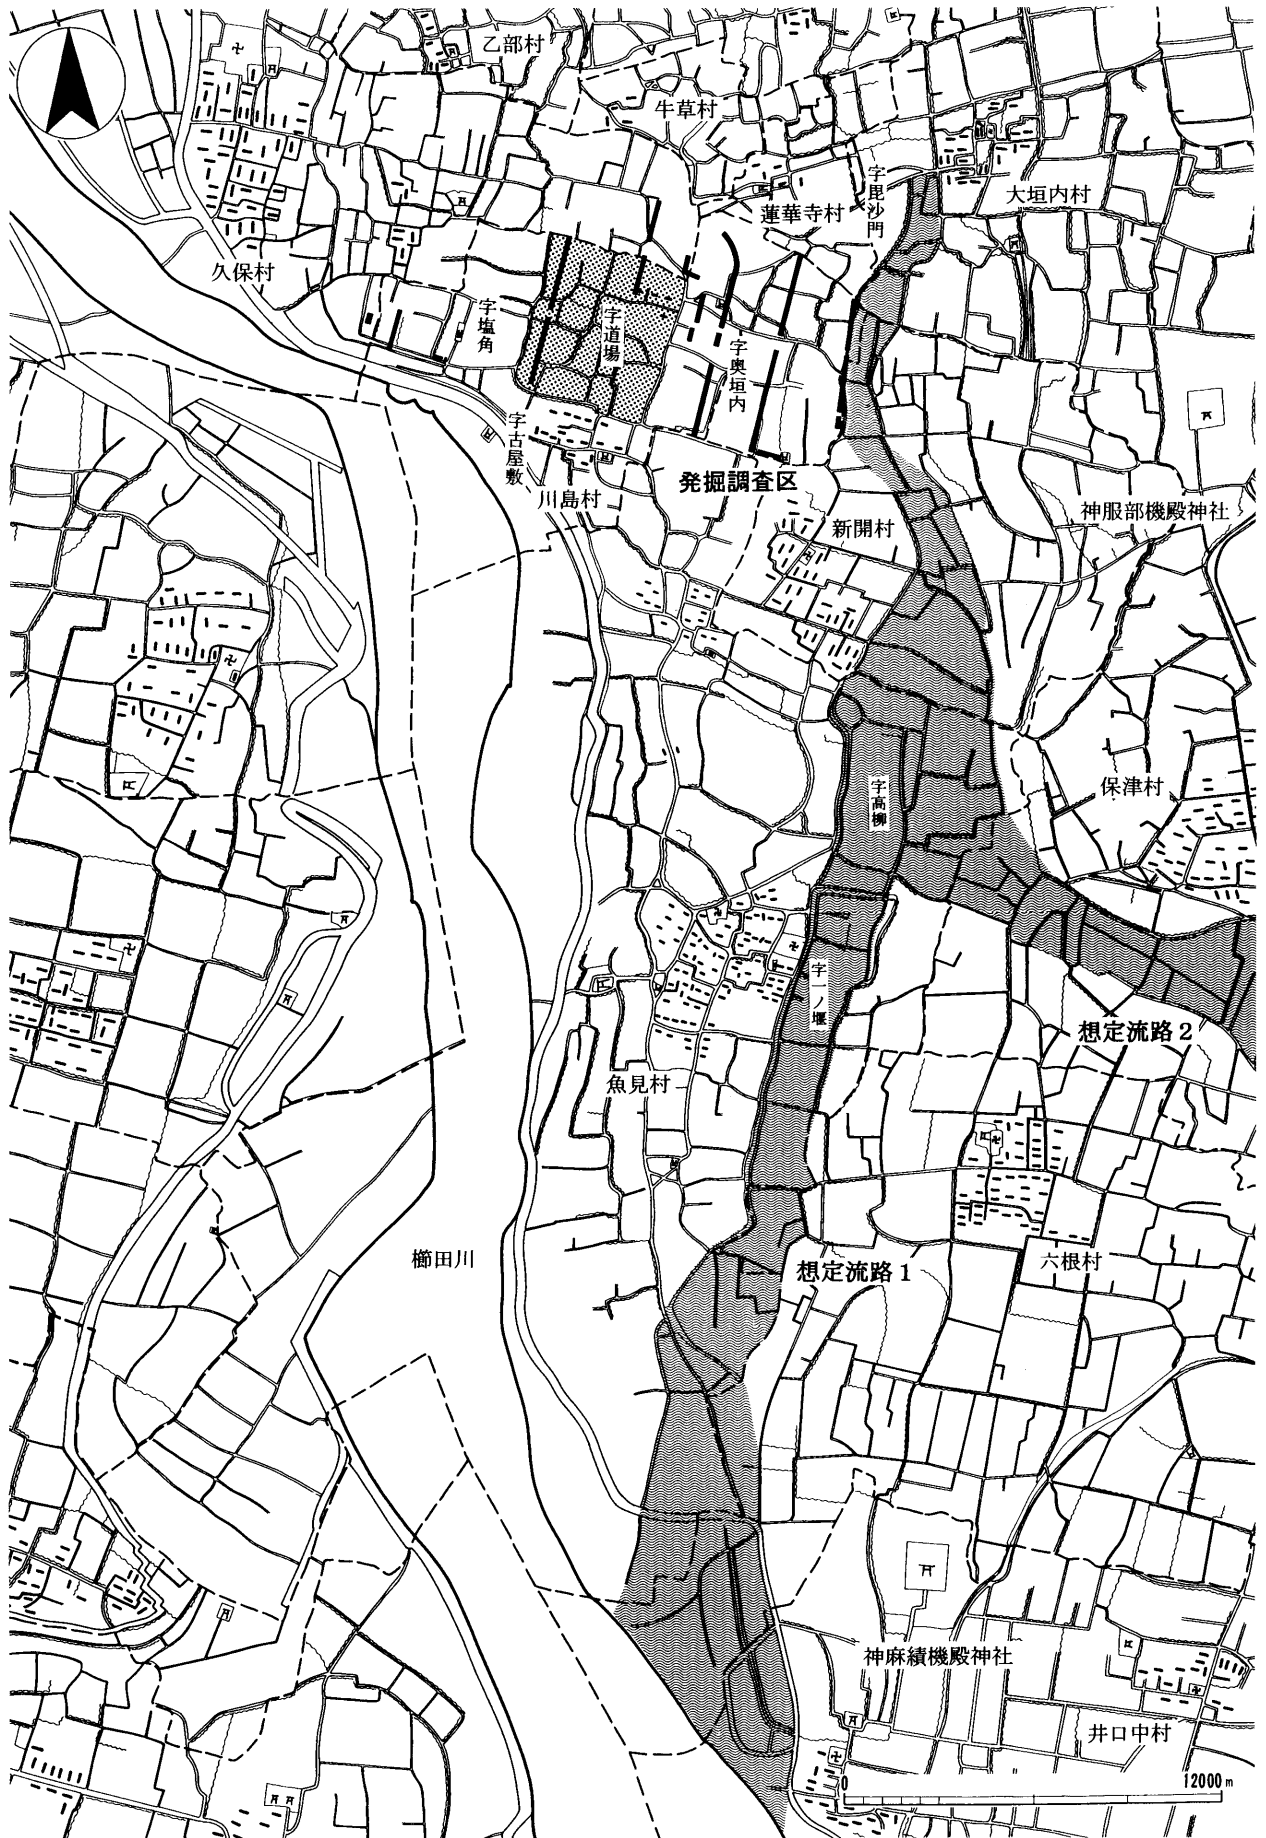 乙部村
牛草村
字毘沙門
大垣内村
蓮華寺村
久保村
字塩角
字道場
字奥垣内
字古屋敷
発掘調査区
川島村
神服部機殿神社
新開村
字高柳
保津村
字一ノ堰
想定流路2
魚見村
櫛田川
想定流路1
六根村
神麻績機殿神社
井口中村
0 12000m